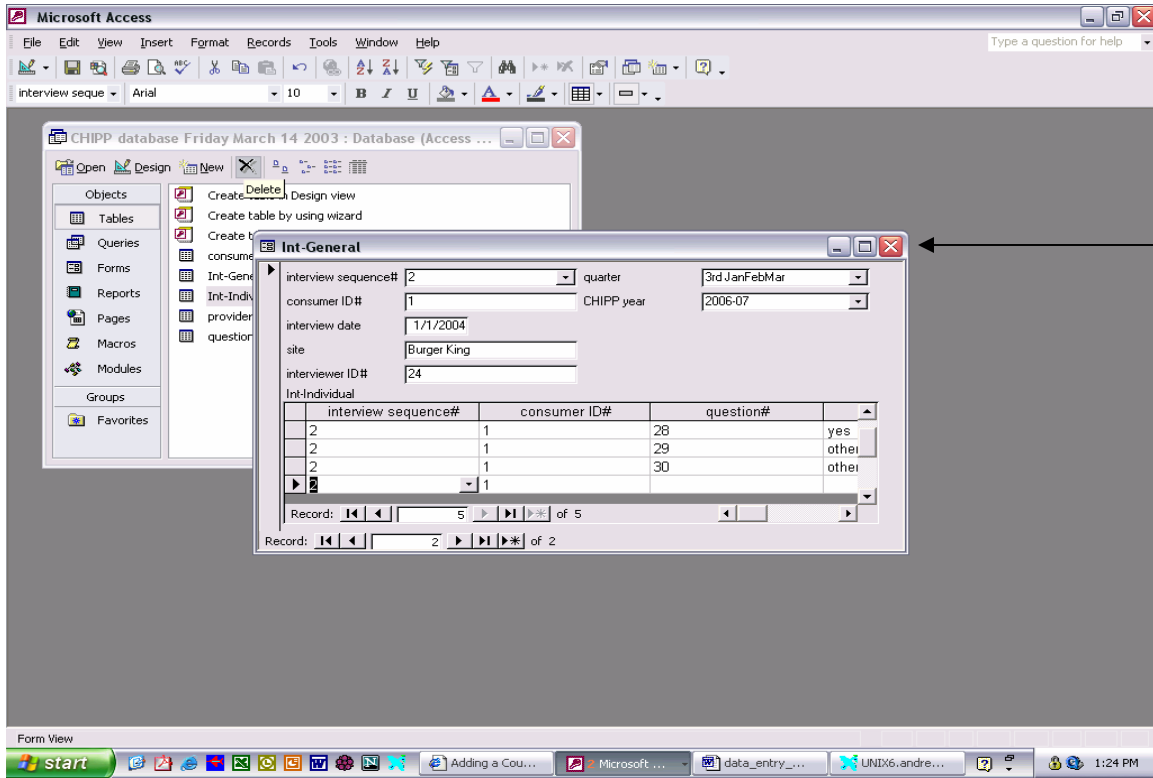 Microsoft Access
File Edit View Insert Format Records Tools Window Help
Type a question for help
interview seque Arial 10 B I U
CHIPP database Friday March 14 2003 : Database (Access ...
Open Design New
Delete
Objects
Tables
Queries
Forms
Reports
Pages
Macros
Modules
Groups
Favorites
Create table in Design view
Create table by using wizard
Create t
consume
Int-Gene
Int-Indiv
provider
question
Int-General
interview sequence# 2 quarter 3rd JanFebMar
consumer ID# 1 CHIPP year 2006-07
interview date 1/1/2004
site Burger King
interviewer ID# 24
Int-Individual
interview sequence# consumer ID# question#
2 1 28 yes
2 1 29 other
2 1 30 other
2 1
Record: 5 of 5
Record: 2 of 2
Form View
start Adding a Cou... 2 Microsoft ... data_entry_... UNIX6.andre... 1:24 PM